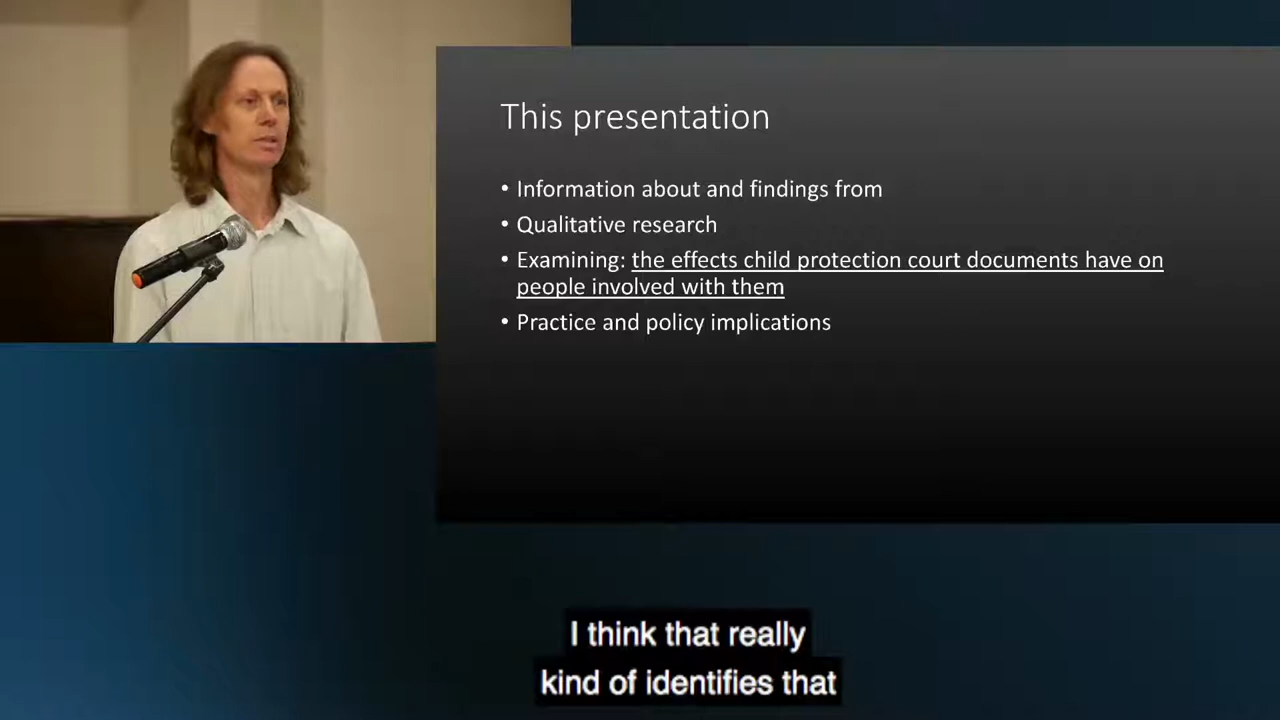 This presentation
• Information about and findings from
• Qualitative research
• Examining: the effects child protection court documents have on
people involved with them
• Practice and policy implications
I think that really
kind of identifies that